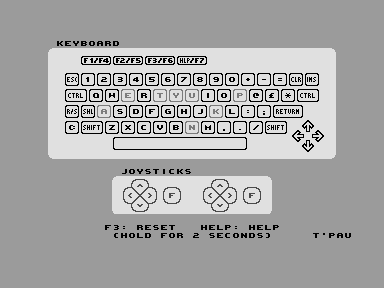 KEYBOARD
F1/F4 F2/F5 F3/F6 HLP/F7
ESC 1 2 3 4 5 6 7 8 9 0 + - = CLR INS
CTRL Q W E R T Y U I O P @ £ * CTRL
R/S SHL A S D F G H J K L : ; RETURN
C SHIFT Z X C V B N M , . / SHIFT
JOYSTICKS
F F
F3: RESET HELP: HELP
(HOLD FOR 2 SECONDS) T'PAU